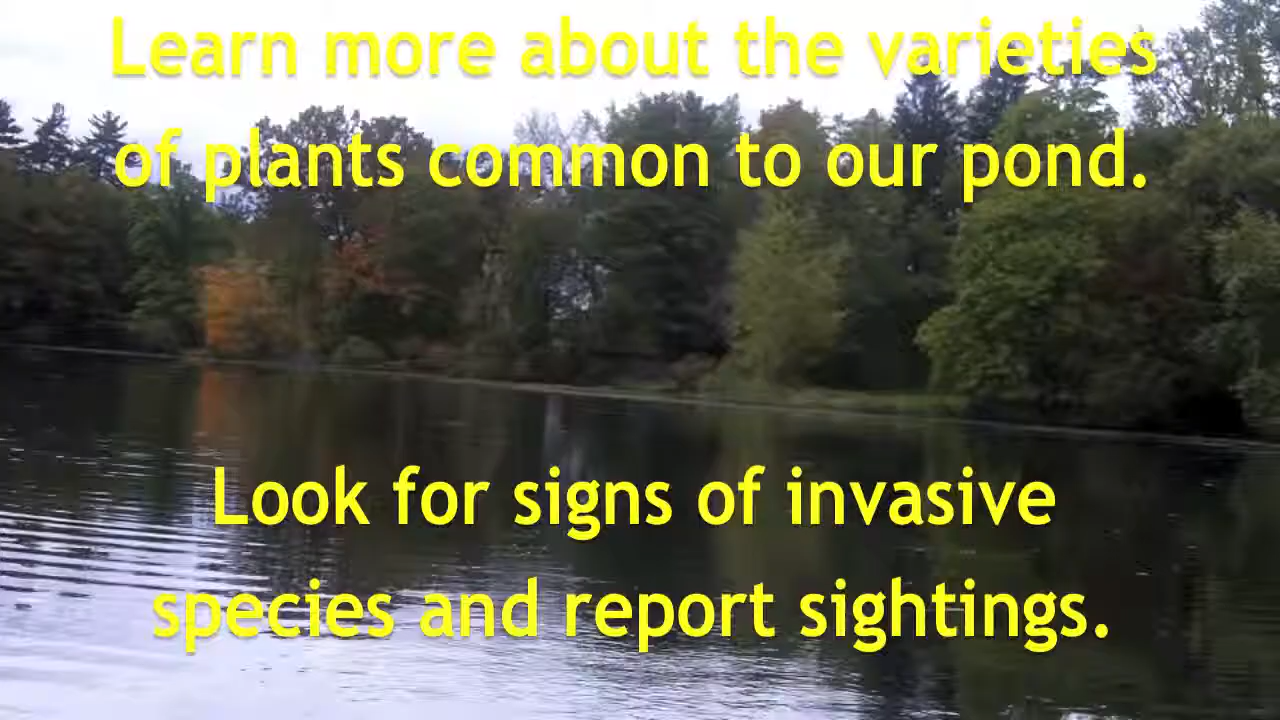 Learn more about the varieties
of plants common to our pond.
Look for signs of invasive
species and report sightings.